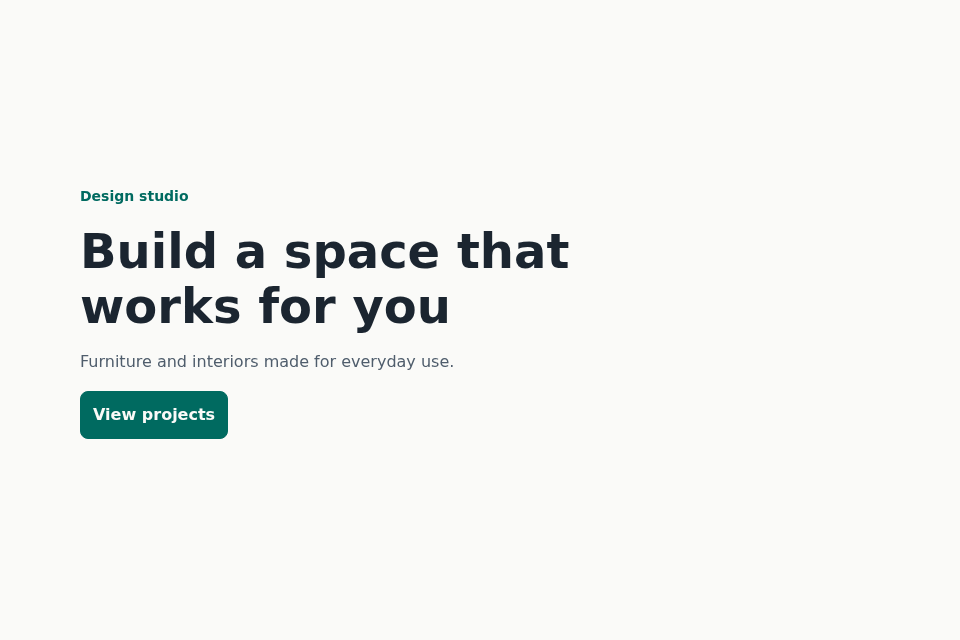 Design studio
Build a space that
works for you
Furniture and interiors made for everyday use.
View projects